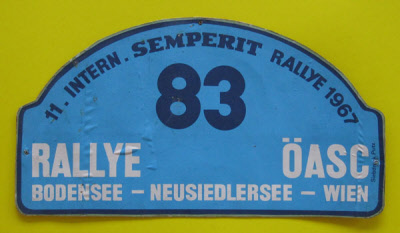 11. INTERN. SEMPERIT RALLYE 1967
83
RALLYE ÖASC
BODENSEE – NEUSIEDLERSEE – WIEN